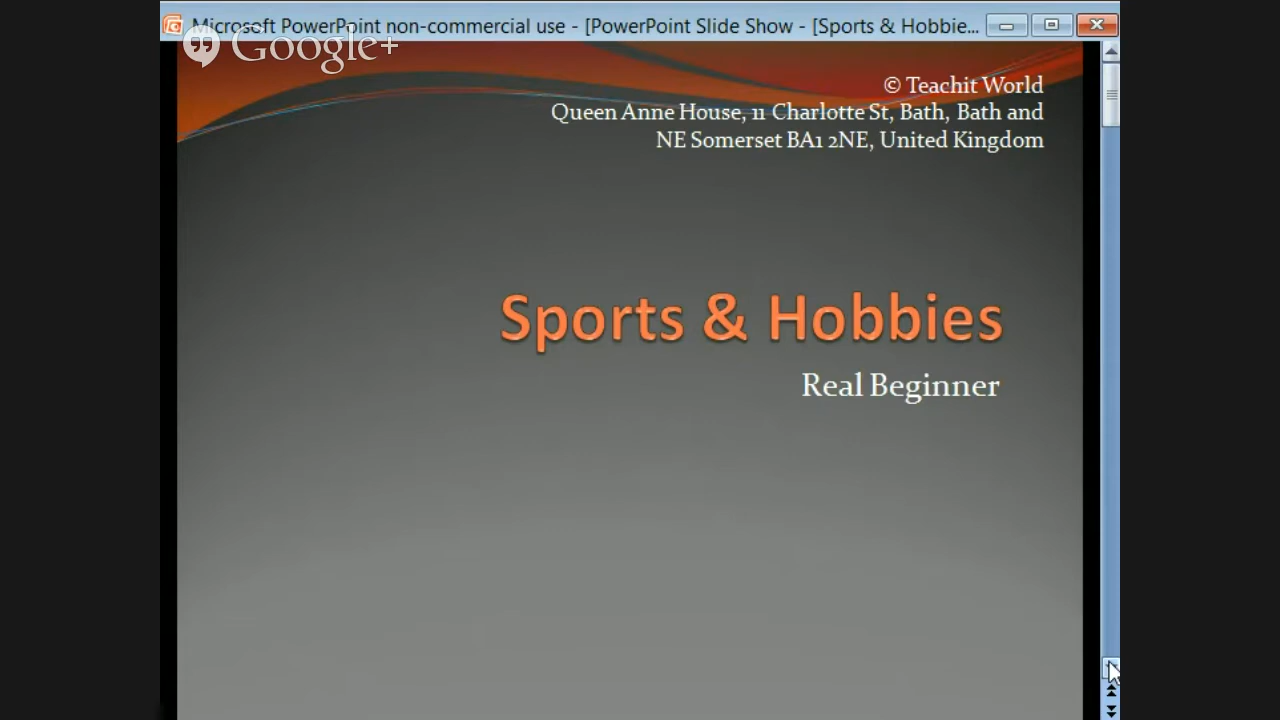 Microsoft PowerPoint non-commercial use - [PowerPoint Slide Show - [Sports & Hobbie...
Google+
© Teachit World
Queen Anne House, 11 Charlotte St, Bath, Bath and
NE Somerset BA1 2NE, United Kingdom
Sports & Hobbies
Real Beginner